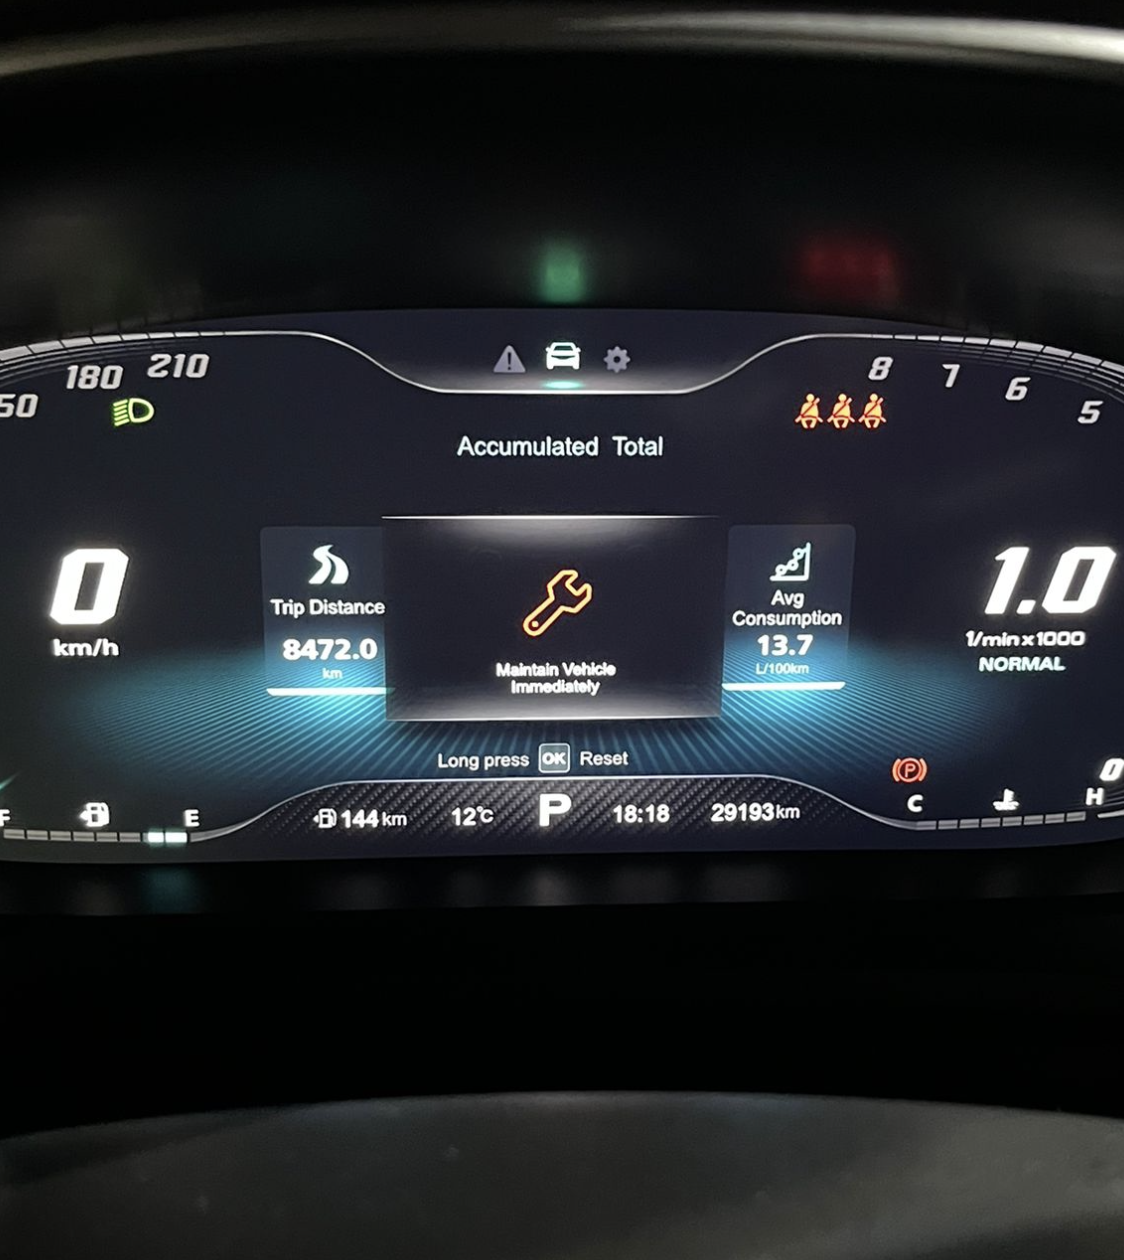 180 210
50
8 7 6 5
Accumulated Total
0
km/h
Trip Distance
8472.0
km
Maintain Vehicle
Immediately
Avg
Consumption
13.7
L/100km
1.0
1/minx1000
NORMAL
Long press OK Reset
P
F E
144 km 12°C P 18:18 29193km
C H
0